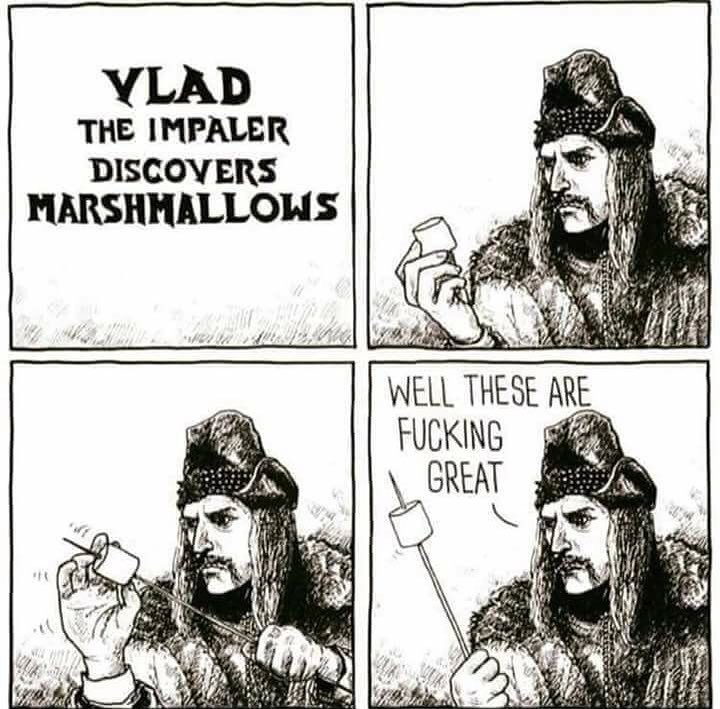 VLAD
THE IMPALER
DISCOVERS
MARSHMALLOWS
WELL THESE ARE
FUCKING
GREAT